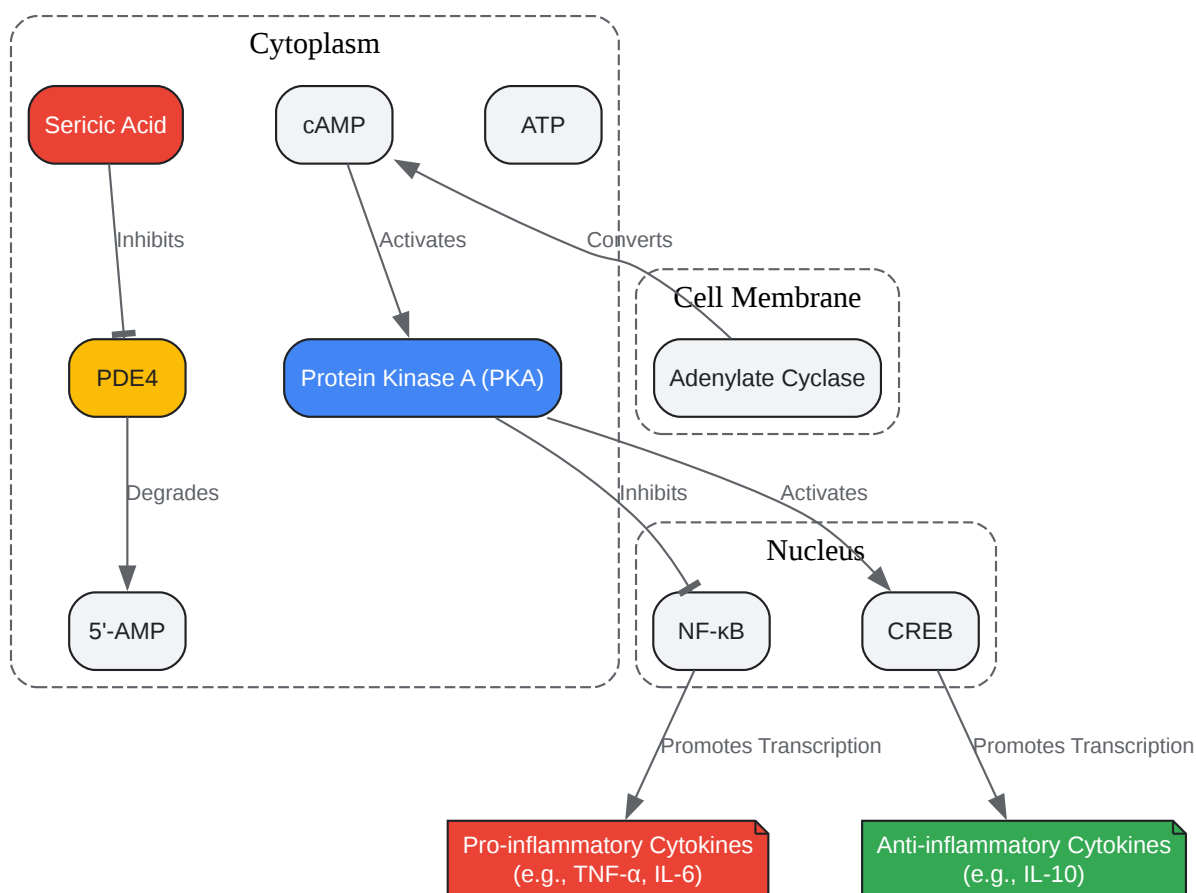 Cytoplasm
Sericic Acid
cAMP
ATP
Inhibits
Activates
Converts
Cell Membrane
PDE4
Protein Kinase A (PKA)
Adenylate Cyclase
Degrades
Inhibits
Activates
Nucleus
5'-AMP
NF-κB
CREB
Promotes Transcription
Promotes Transcription
Pro-inflammatory Cytokines
(e.g., TNF-α, IL-6)
Anti-inflammatory Cytokines
(e.g., IL-10)